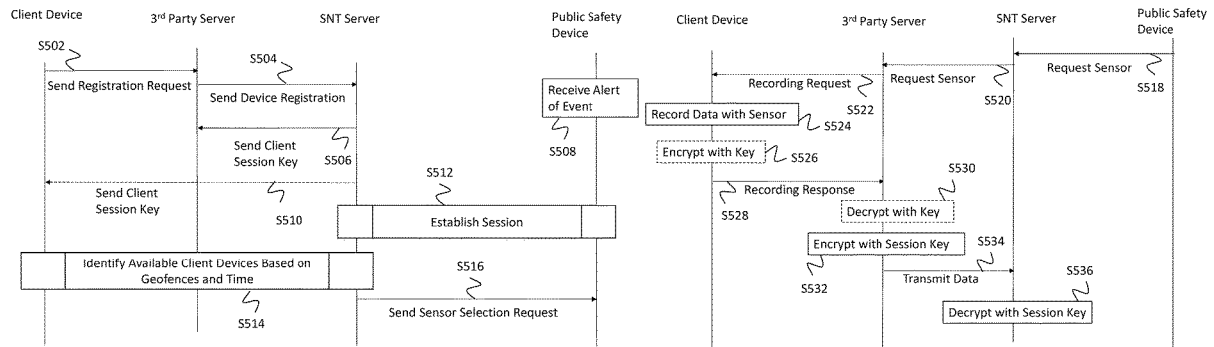 Client Device
3rd Party Server
SNT Server
Public Safety
Device
S502
S504
Send Registration Request
Send Device Registration
Receive Alert
of Event
Send Client
Session Key
S506
S508
Send Client
Session Key
S510
S512
Establish Session
Identify Available Client Devices Based on
Geofences and Time
S514
S516
Send Sensor Selection Request
Client Device
3rd Party Server
SNT Server
Public Safety
Device
Request Sensor
S518
Request Sensor
S520
Recording Request
S522
Record Data with Sensor
S524
Encrypt with Key
S526
Recording Response
S528
S530
Decrypt with Key
Encrypt with Session Key
S532
S534
Transmit Data
S536
Decrypt with Session Key